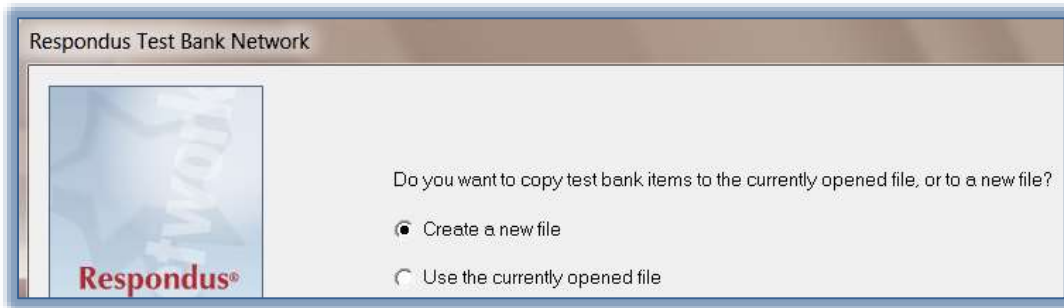 Respondus Test Bank Network
Do you want to copy test bank items to the currently opened file, or to a new file?
Create a new file
Respondus®
Use the currently opened file